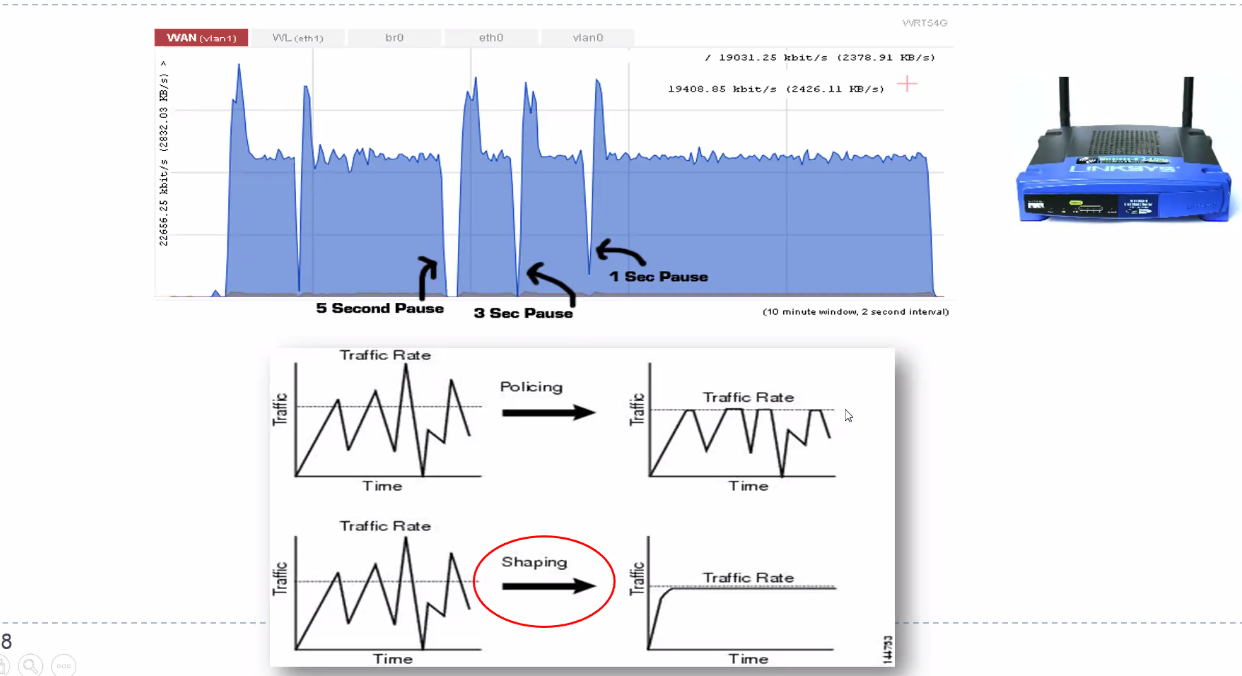 WRT54G
WAN (vlan1) WL (eth1) br0 eth0 vlan0
/ 19031.25 kbit/s (2378.91 KB/s)
19408.85 kbit/s (2426.11 KB/s)
22656.25 kbit/s (2832.03 KB/s) >
1 Sec Pause
5 Second Pause
3 Sec Pause
(10 minute window, 2 second interval)
LINKSYS
Traffic Rate
Traffic
Time
Policing
Traffic Rate
Traffic
Time
Traffic Rate
Traffic
Time
Shaping
Traffic Rate
Traffic
Time
144753
8